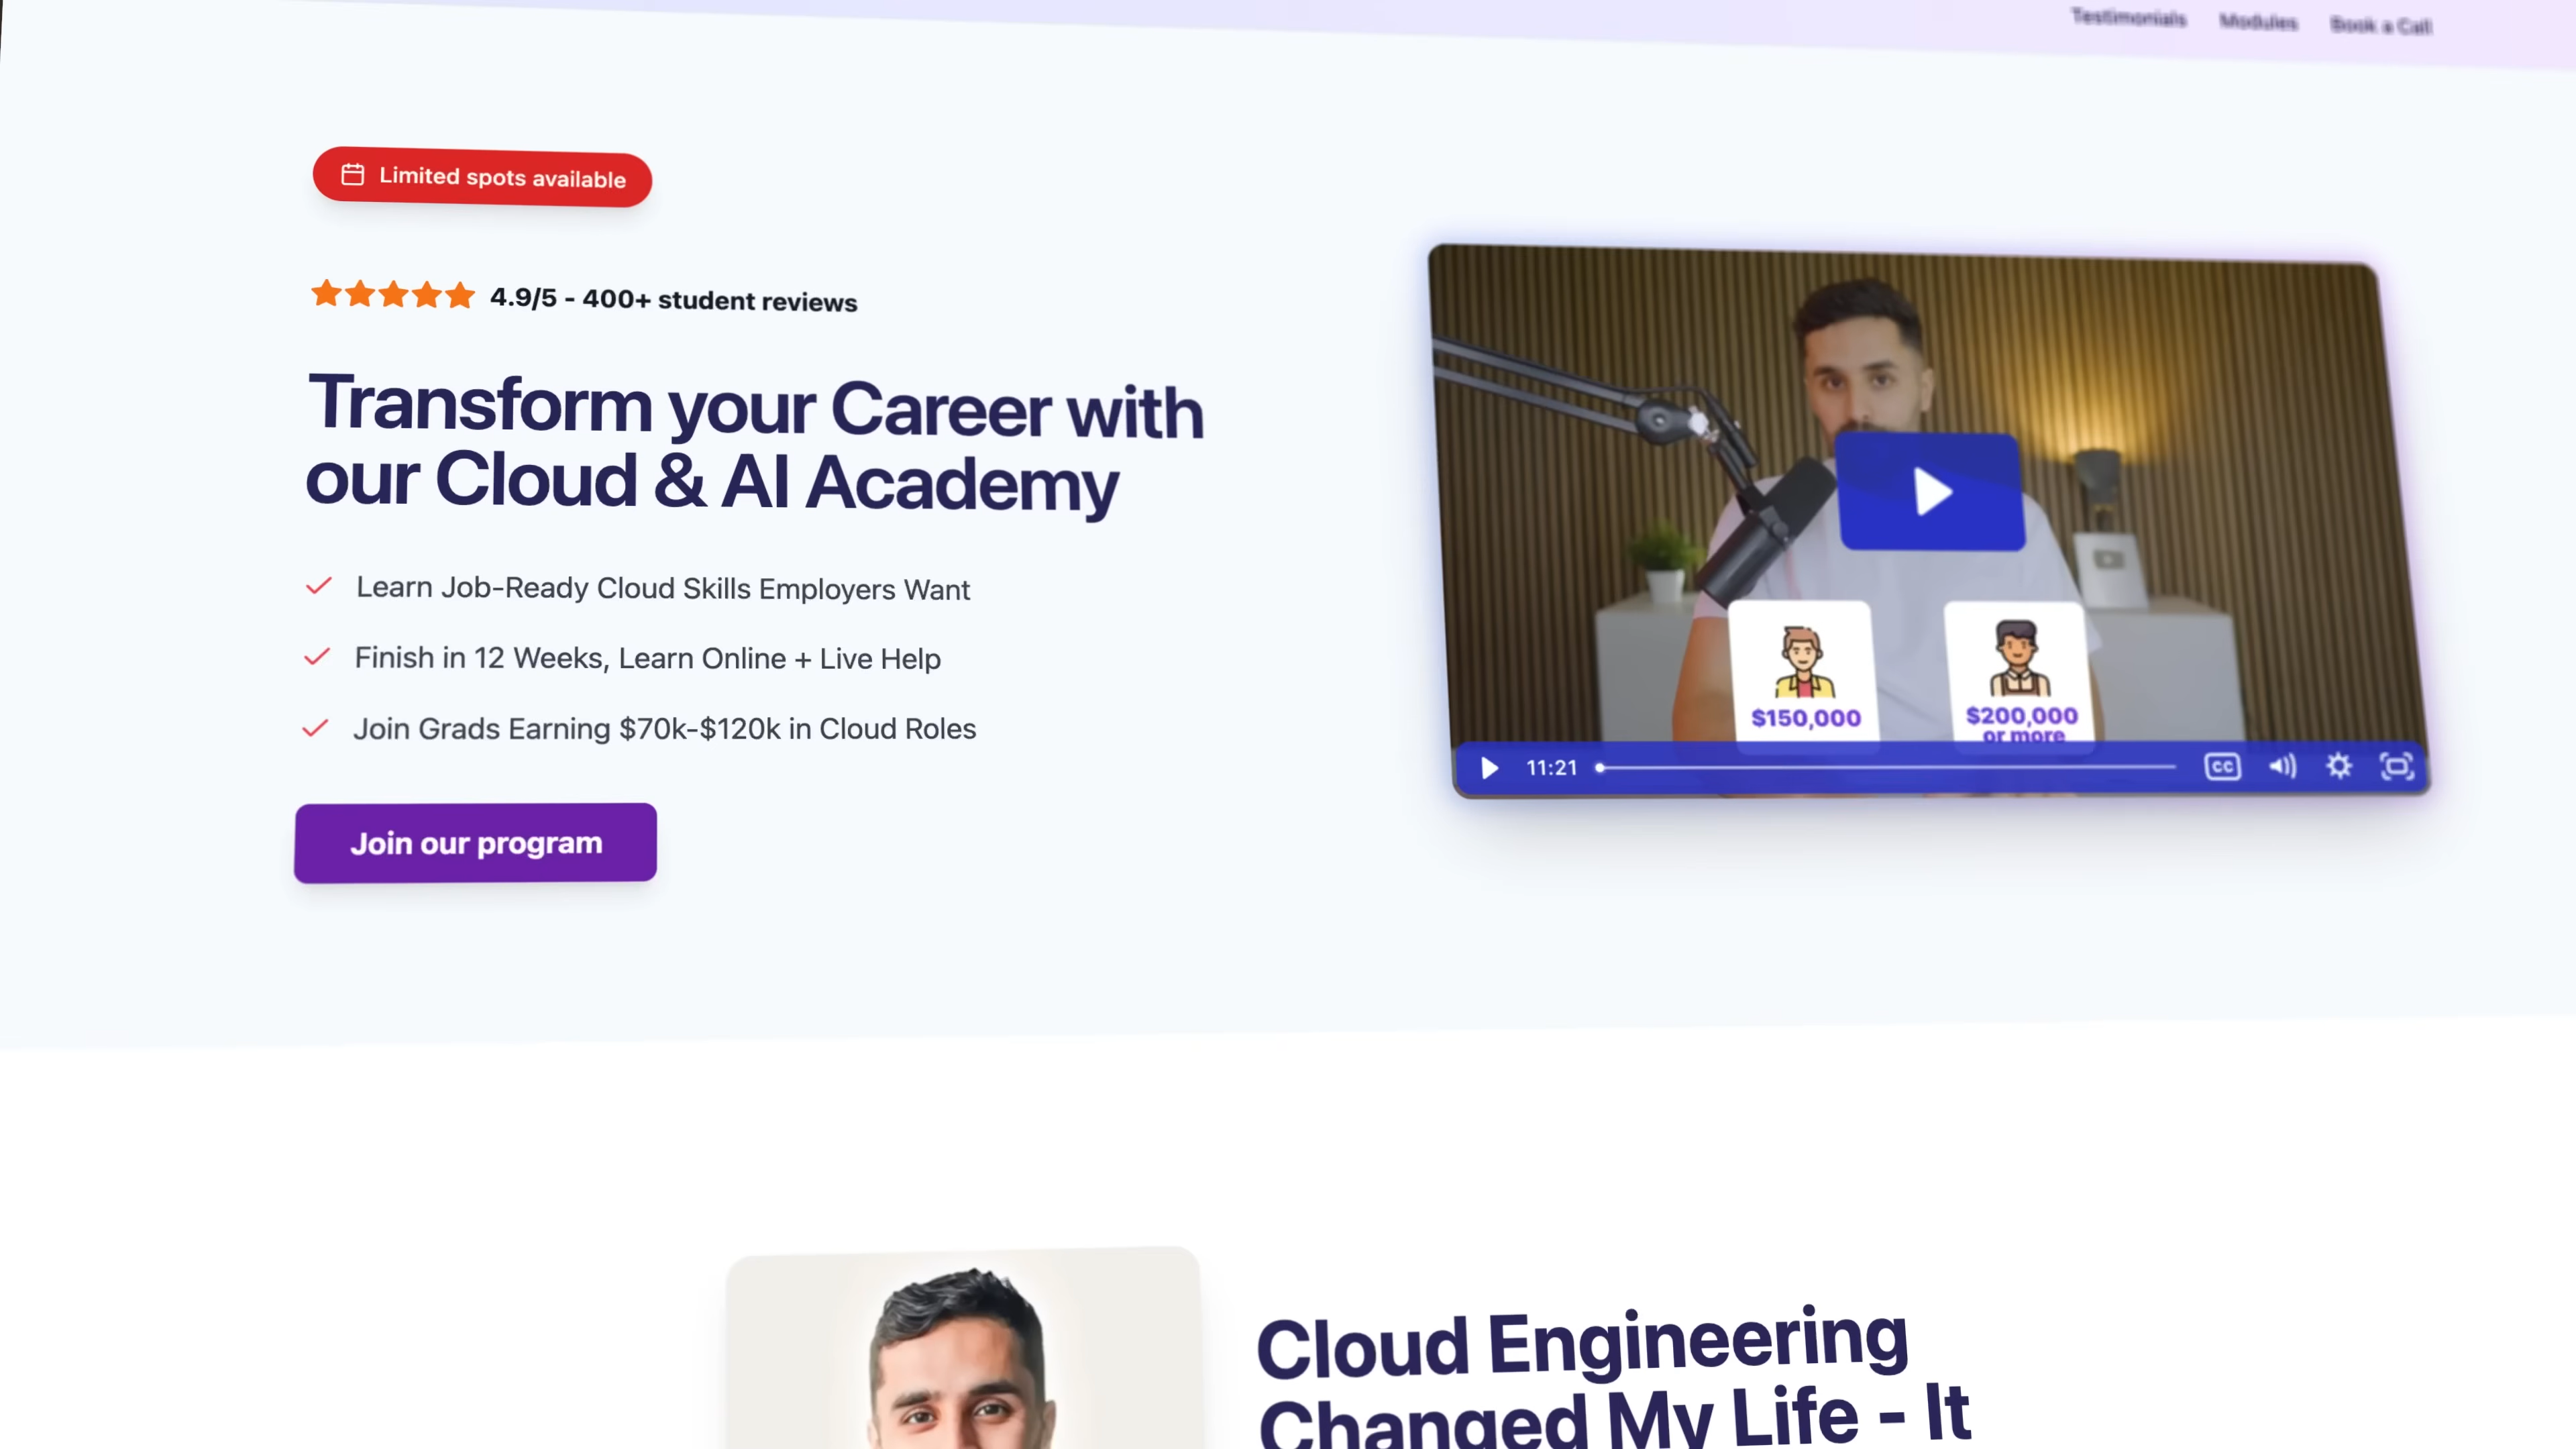 Testimonials Modules Book a Call
Limited spots available
4.9/5 - 400+ student reviews
Transform your Career with
our Cloud & AI Academy
Learn Job-Ready Cloud Skills Employers Want
Finish in 12 Weeks, Learn Online + Live Help
Join Grads Earning $70k-$120k in Cloud Roles
Join our program
$150,000
$200,000
or more
11:21
CC
Cloud Engineering
Changed My Life - It